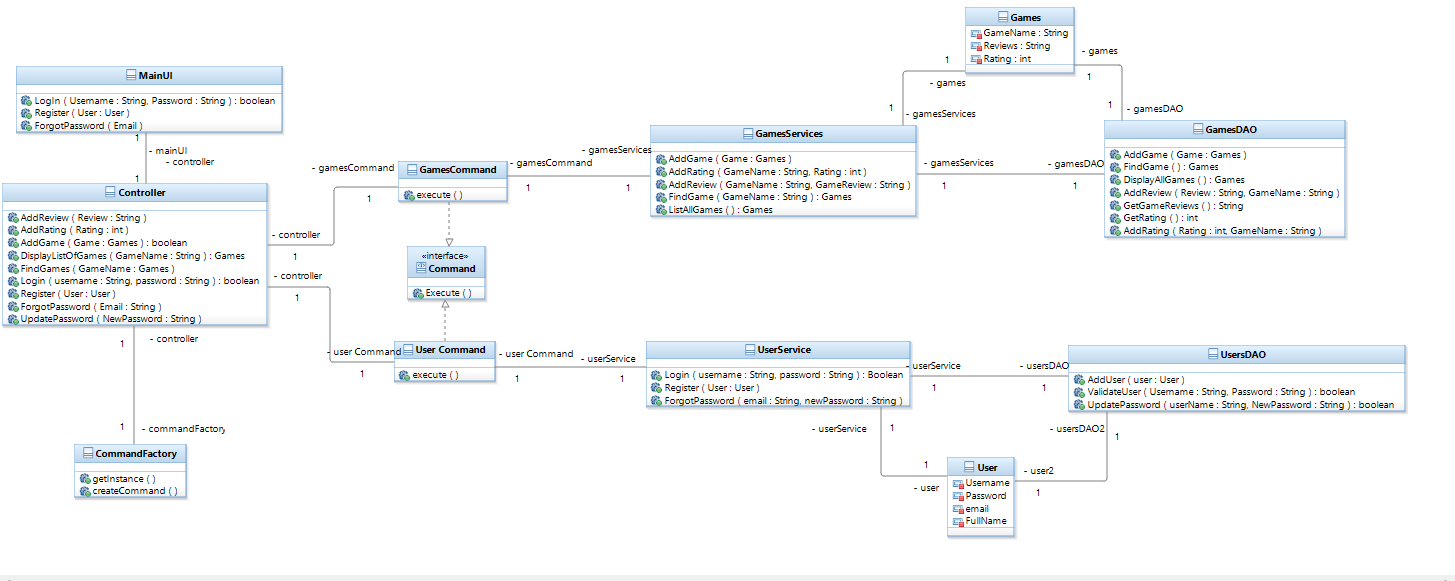 Games
GameName : String
Reviews : String
Rating : int
- games
1
1
- games
1
- gamesDAO
1
- gamesServices
MainUI
LogIn ( Username : String, Password : String ) : boolean
Register ( User : User )
ForgotPassword ( Email )
1
- mainUI
- controller
1
Controller
AddReview ( Review : String )
AddRating ( Rating : int )
AddGame ( Game : Games ) : boolean
DisplayListOfGames ( GameName : String ) : Games
FindGames ( GameName : Games )
Login ( username : String, password : String ) : boolean
Register ( User : User )
ForgotPassword ( Email : String )
UpdatePassword ( NewPassword : String )
- gamesCommand
1
- controller
1
- controller
1
GamesCommand
execute ( )
- gamesCommand
1
- gamesServices
1
GamesServices
AddGame ( Game : Games )
AddRating ( GameName : String, Rating : int )
AddReview ( GameName : String, GameReview : String )
FindGame ( GameName : String ) : Games
ListAllGames ( ) : Games
- gamesServices
1
- gamesDAO
1
GamesDAO
AddGame ( Game : Games )
FindGame ( ) : Games
DisplayAllGames ( ) : Games
AddReview ( Review : String, GameName : String )
GetGameReviews ( ) : String
GetRating ( ) : int
AddRating ( Rating : int, GameName : String )
«interface»
Command
Execute ( )
- user Command
1
User Command
execute ( )
- user Command
1
- userService
1
UserService
Login ( username : String, password : String ) : Boolean
Register ( User : User )
ForgotPassword ( email : String, newPassword : String )
- userService
1
- usersDAO
1
UsersDAO
AddUser ( user : User )
ValidateUser ( Username : String, Password : String ) : boolean
UpdatePassword ( userName : String, NewPassword : String ) : boolean
1
- controller
1
- commandFactory
CommandFactory
getInstance ( )
createCommand ( )
- userService
1
- usersDAO2
1
1
- user
- user2
1
User
Username
Password
email
FullName